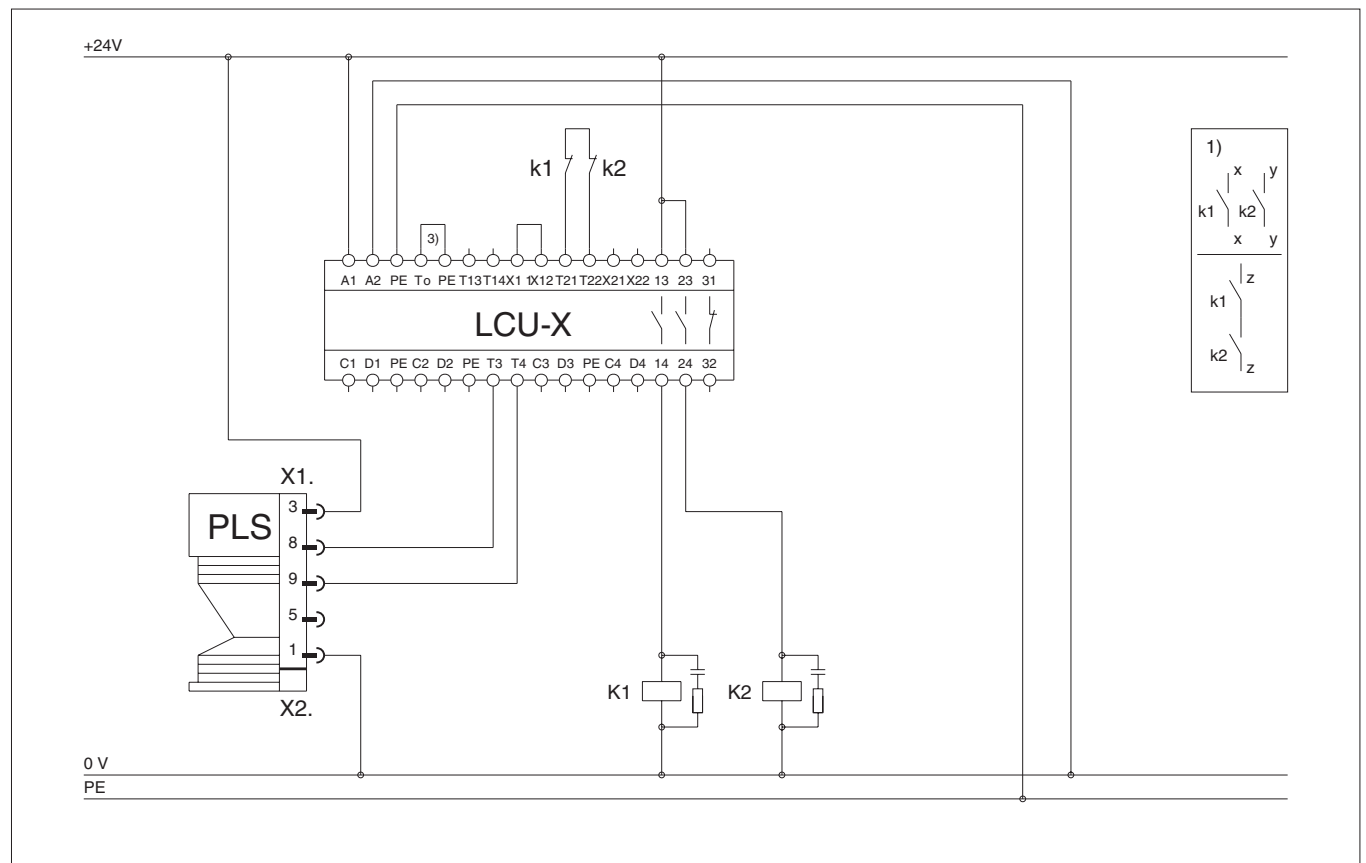 +24V
1)
x y
k1 k2
x y
z
k1
k2
z
k1 k2
3)
A1 A2 PE To PE T13 T14 X1 1 X12 T21 T22 X21 X22 13 23 31
LCU-X
C1 D1 PE C2 D2 PE T3 T4 C3 D3 PE C4 D4 14 24 32
X1.
3
PLS
8
9
5
1
K1 K2
X2.
0 V
PE